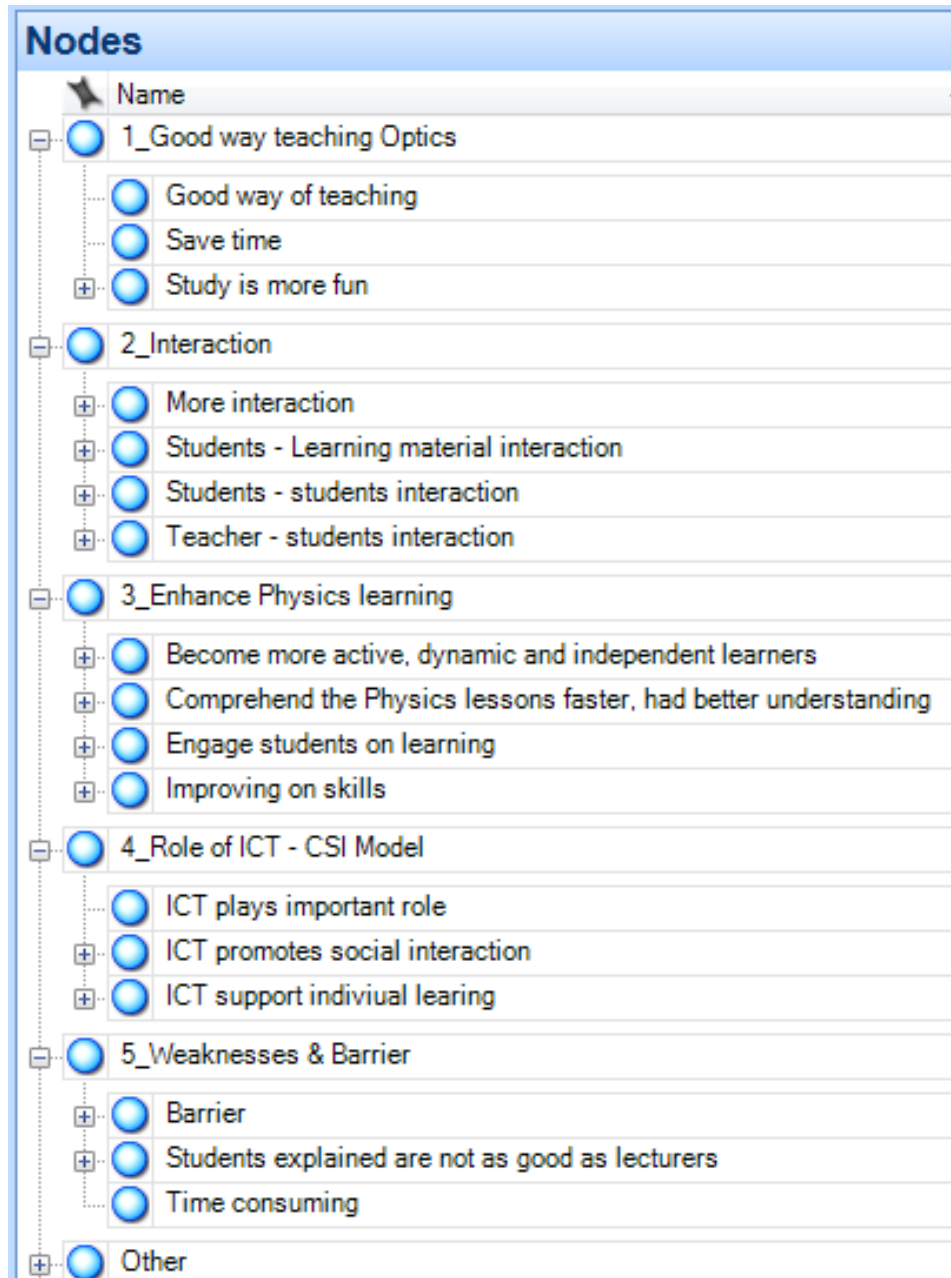 Nodes
Name
1_Good way teaching Optics
Good way of teaching
Save time
Study is more fun
2_Interaction
More interaction
Students - Learning material interaction
Students - students interaction
Teacher - students interaction
3_Enhance Physics learning
Become more active, dynamic and independent learners
Comprehend the Physics lessons faster, had better understanding
Engage students on learning
Improving on skills
4_Role of ICT - CSI Model
ICT plays important role
ICT promotes social interaction
ICT support indiviual learing
5_Weaknesses & Barrier
Barrier
Students explained are not as good as lecturers
Time consuming
Other